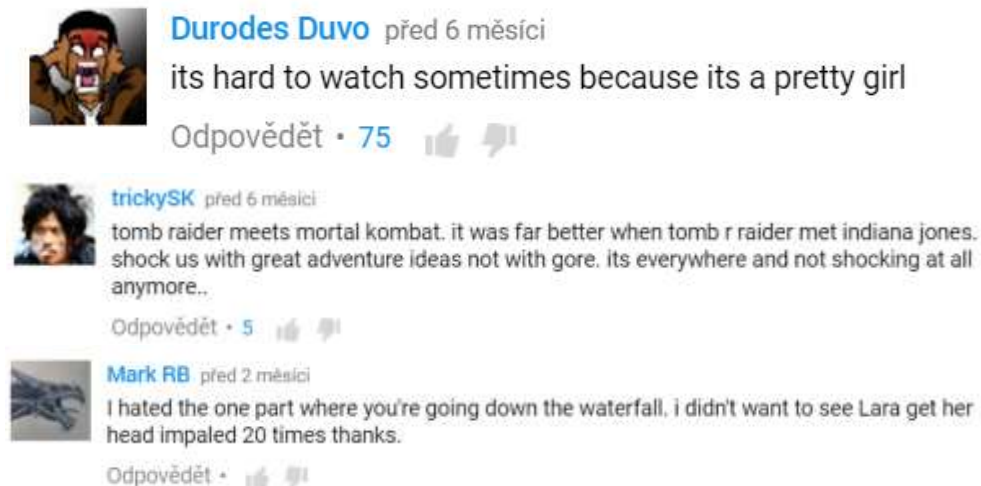 Durodes Duvo před 6 měsíci
its hard to watch sometimes because its a pretty girl
Odpovědět • 75
trickySK před 6 měsíci
tomb raider meets mortal kombat. it was far better when tomb r raider met indiana jones.
shock us with great adventure ideas not with gore. its everywhere and not shocking at all
anymore..
Odpovědět • 5
Mark RB před 2 měsíci
I hated the one part where you're going down the waterfall. i didn't want to see Lara get her
head impaled 20 times thanks.
Odpovědět •